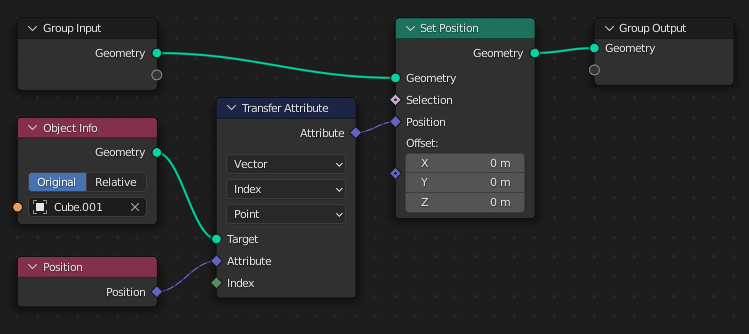 Group Input
Geometry
Object Info
Geometry
Original Relative
Cube.001
Position
Position
Transfer Attribute
Attribute
Vector
Index
Point
Target
Attribute
Index
Set Position
Geometry
Geometry
Selection
Position
Offset:
X 0 m
Y 0 m
Z 0 m
Group Output
Geometry